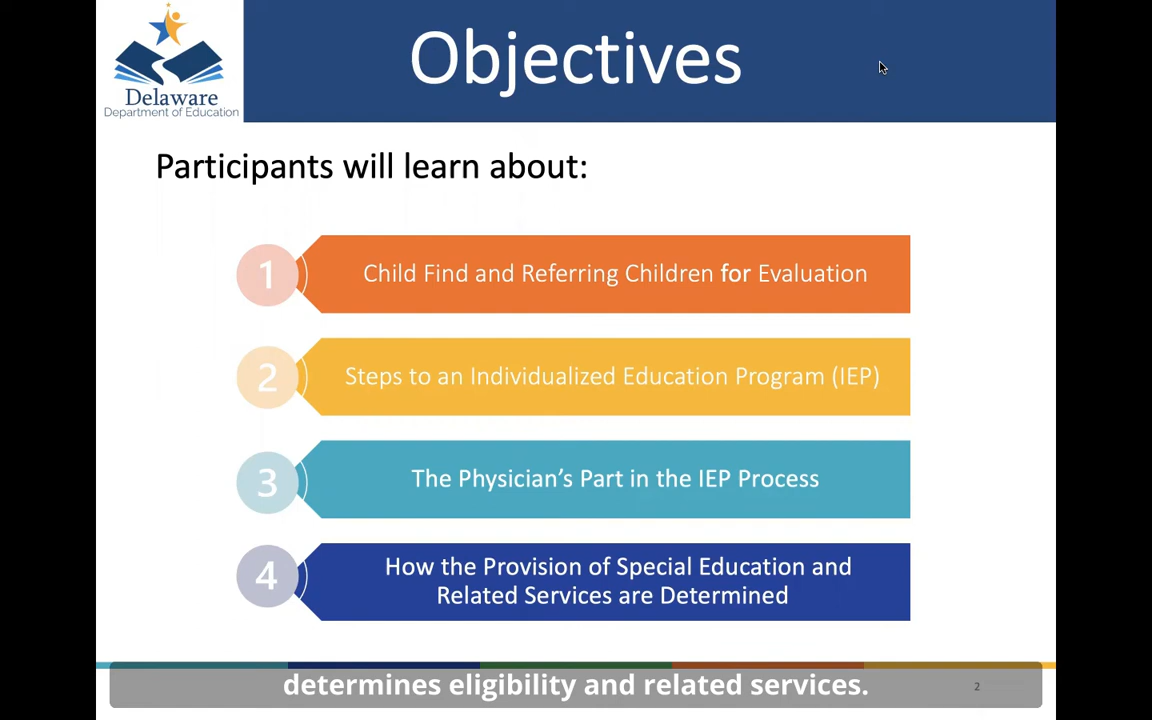 Objectives
Delaware
Department of Education
Participants will learn about:
1
Child Find and Referring Children for Evaluation
2
Steps to an Individualized Education Program (IEP)
3
The Physician’s Part in the IEP Process
4
How the Provision of Special Education and
Related Services are Determined
determines eligibility and related services.
2